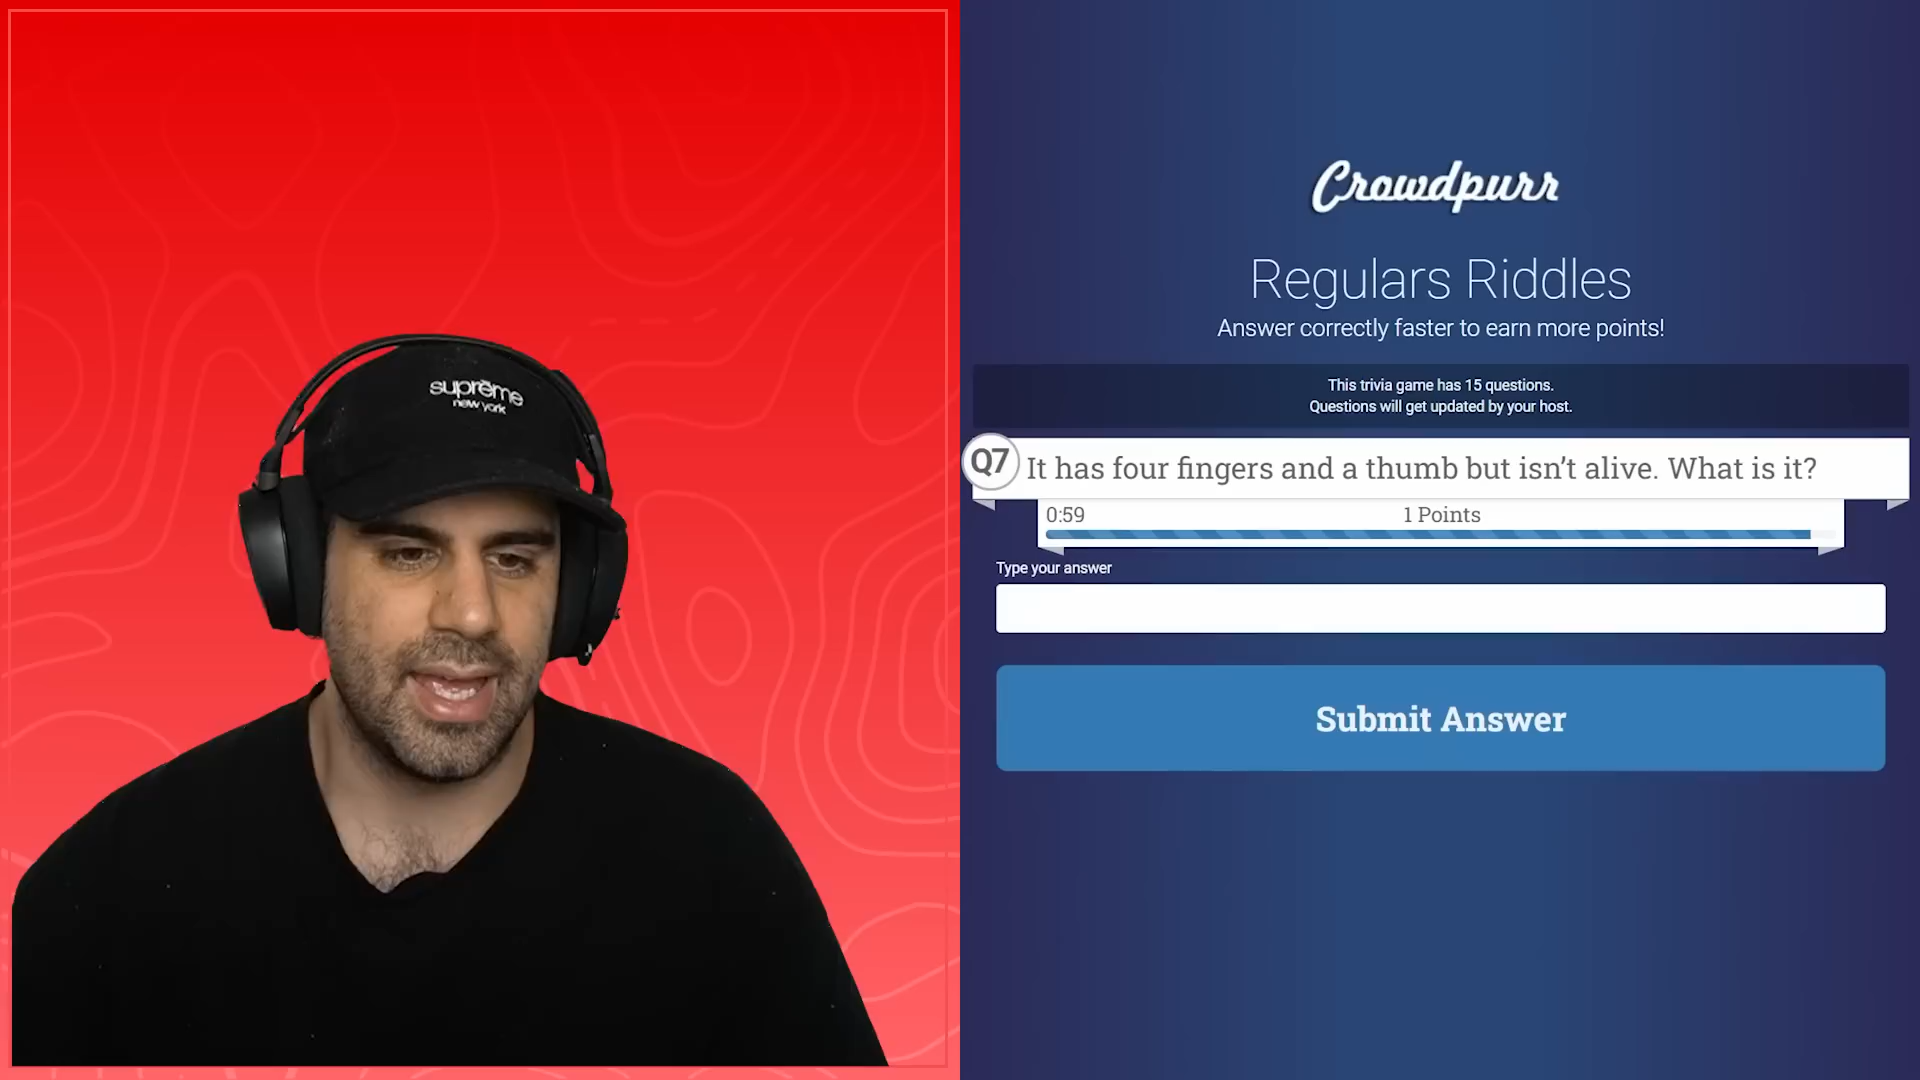 suprême
new york
Crowdpurr
Regulars Riddles
Answer correctly faster to earn more points!
This trivia game has 15 questions.
Questions will get updated by your host.
Q7 It has four fingers and a thumb but isn’t alive. What is it?
0:59 1 Points
Type your answer
Submit Answer